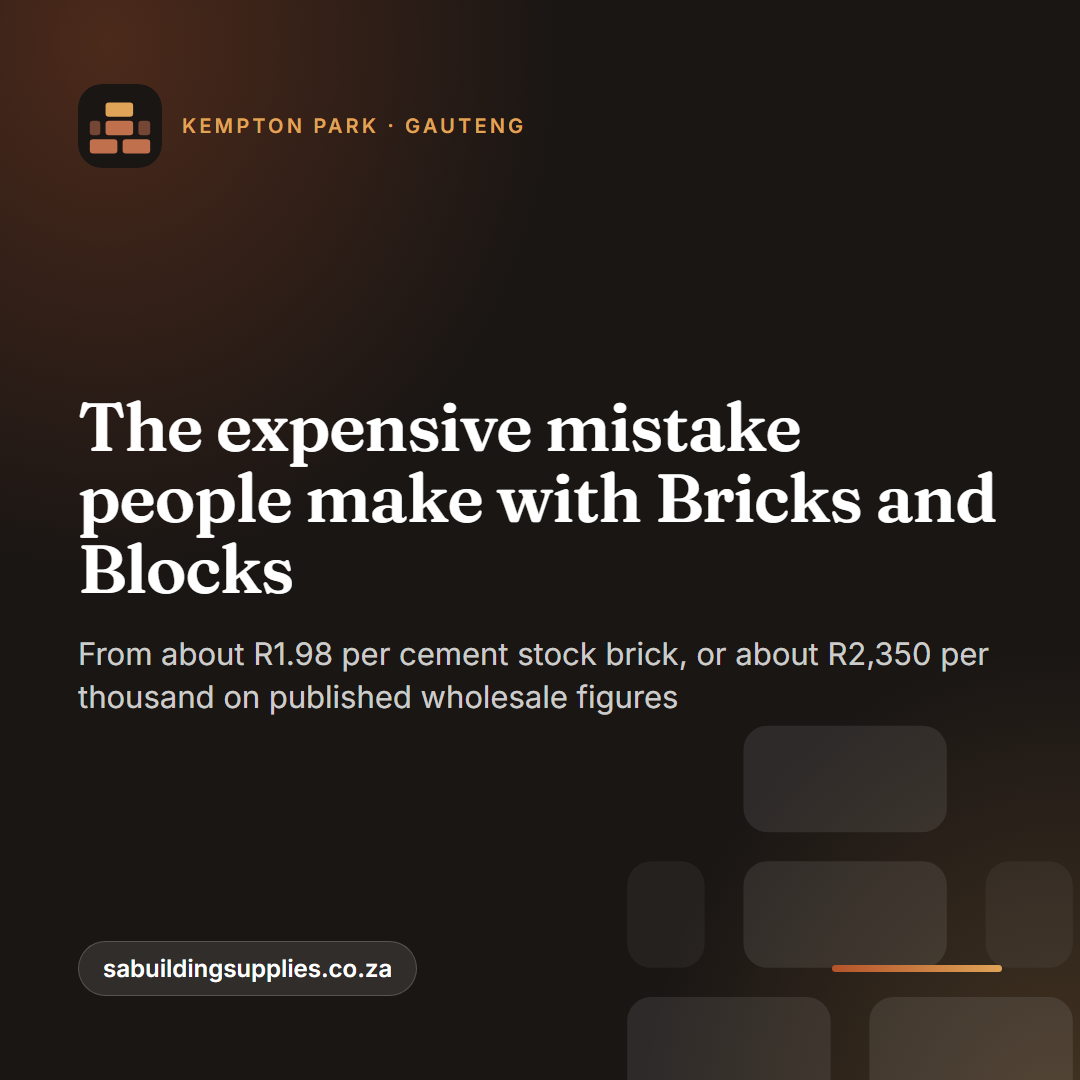 KEMPTON PARK · GAUTENG
The expensive mistake
people make with Bricks and
Blocks
From about R1.98 per cement stock brick, or about R2,350 per
thousand on published wholesale figures
sabuildingsupplies.co.za